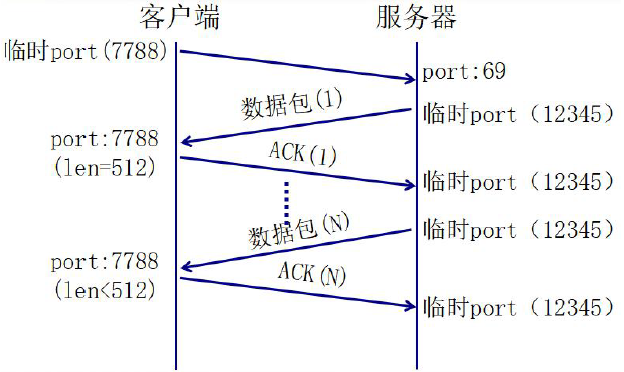 客户端
服务器
临时port(7788)
port:69
数据包(1)
临时port（12345）
port:7788
(len=512)
ACK(1)
临时port（12345）
数据包(N)
临时port（12345）
port:7788
(len<512)
ACK(N)
临时port（12345）